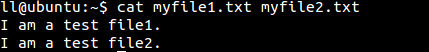 ll@ubuntu:~$ cat myfile1.txt myfile2.txt
I am a test file1.
I am a test file2.